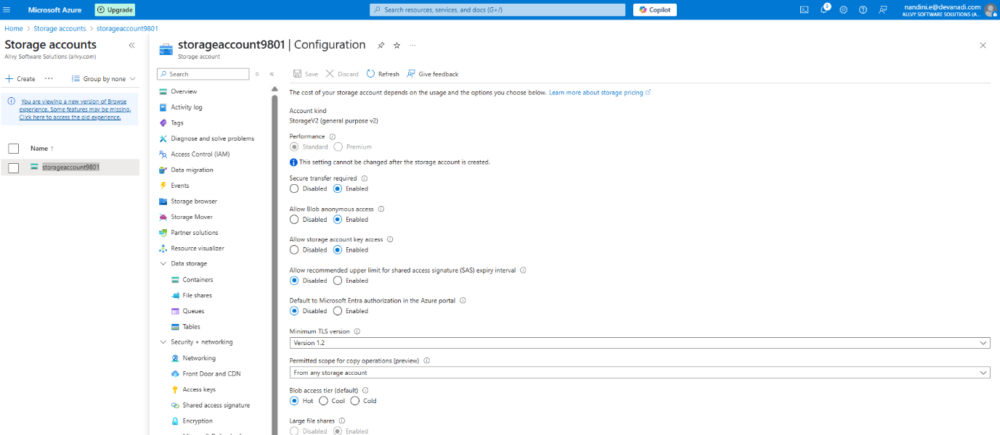 Microsoft Azure
Upgrade
Search resources, services, and docs (G+/)
Copilot
9
nandini.e@devanadi.com
ALLVY SOFTWARE SOLUTIONS (A...
Home > Storage accounts > storageaccount9801
Storage accounts
Allvy Software Solutions (allvy.com)
+ Create ... Group by none
You are viewing a new version of Browse
experience. Some features may be missing.
Click here to access the old experience.
Name ↑
storageaccount9801
storageaccount9801 | Configuration
Storage account
Search
Overview
Activity log
Tags
Diagnose and solve problems
Access Control (IAM)
Data migration
Events
Storage browser
Storage Mover
Partner solutions
Resource visualizer
Data storage
Containers
File shares
Queues
Tables
Security + networking
Networking
Front Door and CDN
Access keys
Shared access signature
Encryption
Save Discard Refresh Give feedback
The cost of your storage account depends on the usage and the options you choose below. Learn more about storage pricing
Account kind
StorageV2 (general purpose v2)
Performance
Standard Premium
This setting cannot be changed after the storage account is created.
Secure transfer required
Disabled Enabled
Allow Blob anonymous access
Disabled Enabled
Allow storage account key access
Disabled Enabled
Allow recommended upper limit for shared access signature (SAS) expiry interval
Disabled Enabled
Default to Microsoft Entra authorization in the Azure portal
Disabled Enabled
Minimum TLS version
Version 1.2
Permitted scope for copy operations (preview)
From any storage account
Blob access tier (default)
Hot Cool Cold
Large file shares
Disabled Enabled